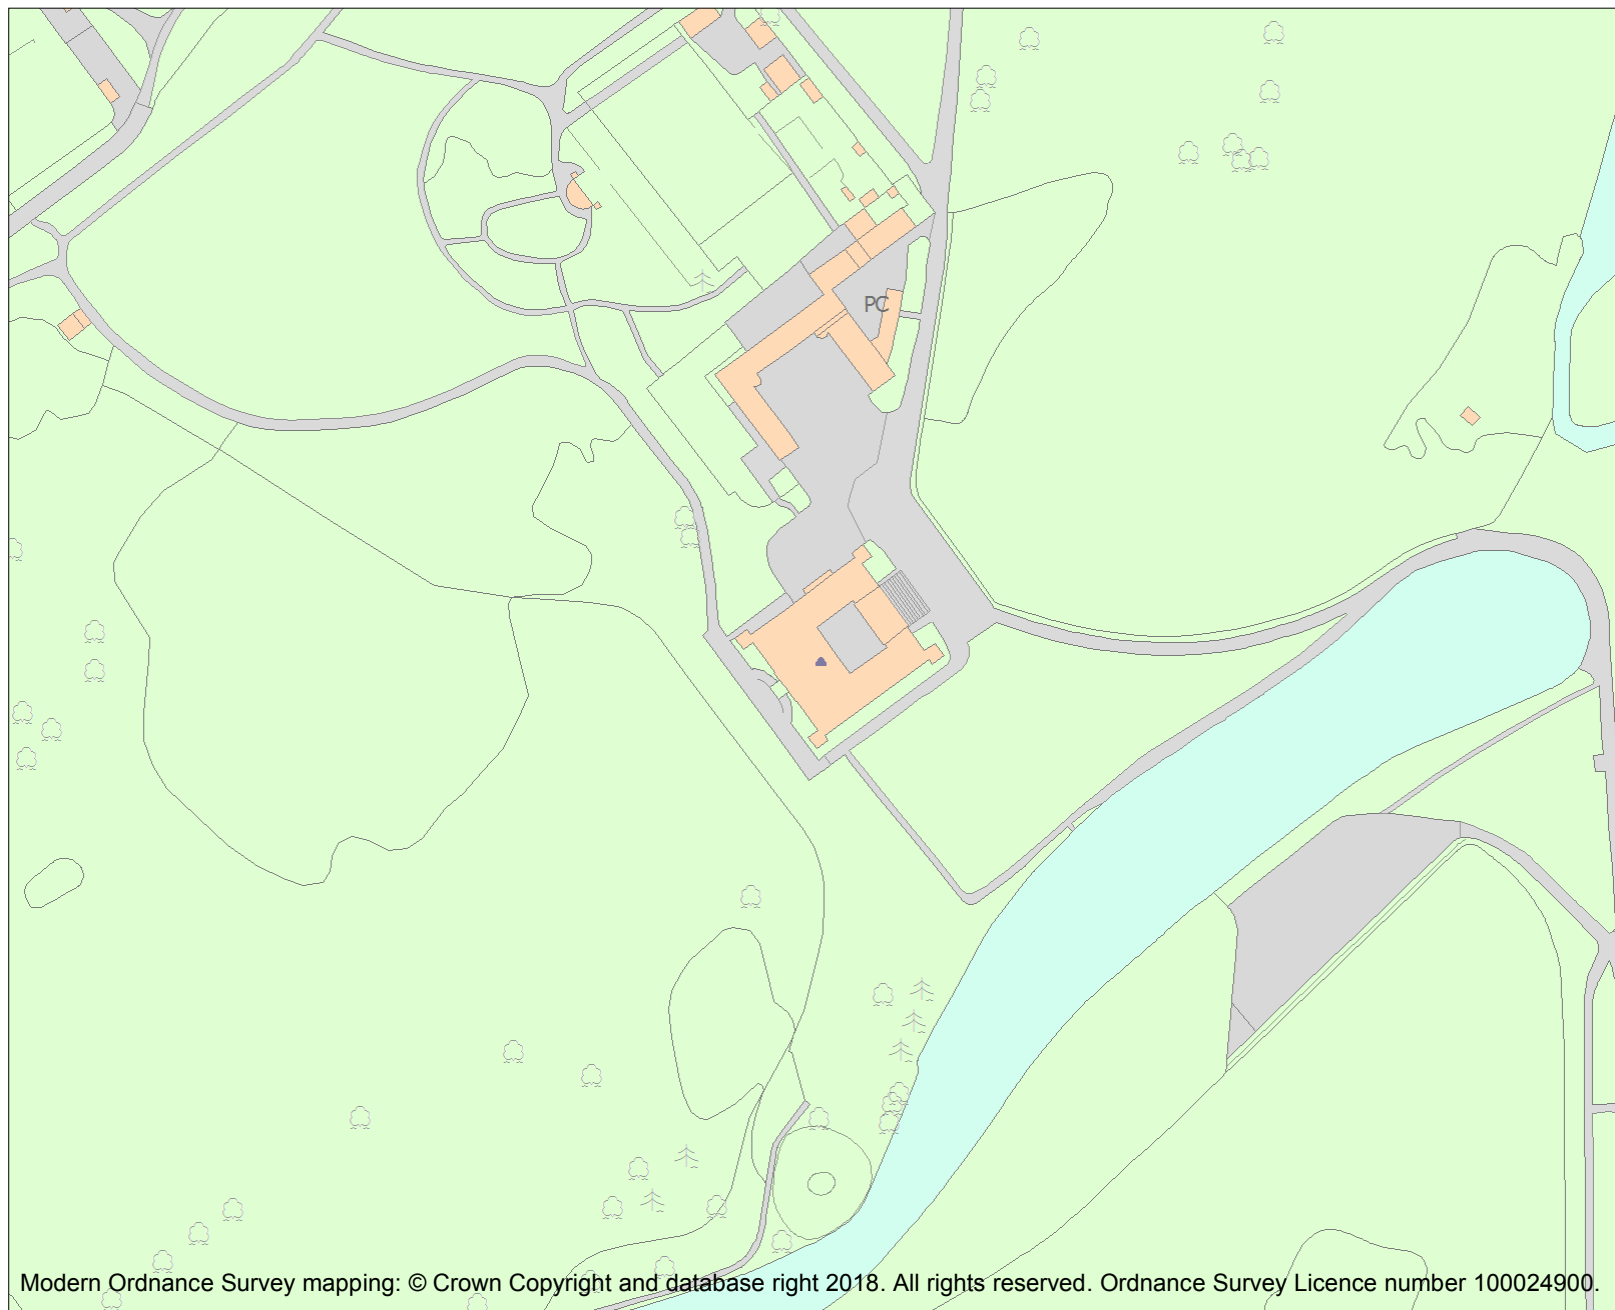 PC
Modern Ordnance Survey mapping: © Crown Copyright and database right 2018. All rights reserved. Ordnance Survey Licence number 100024900.